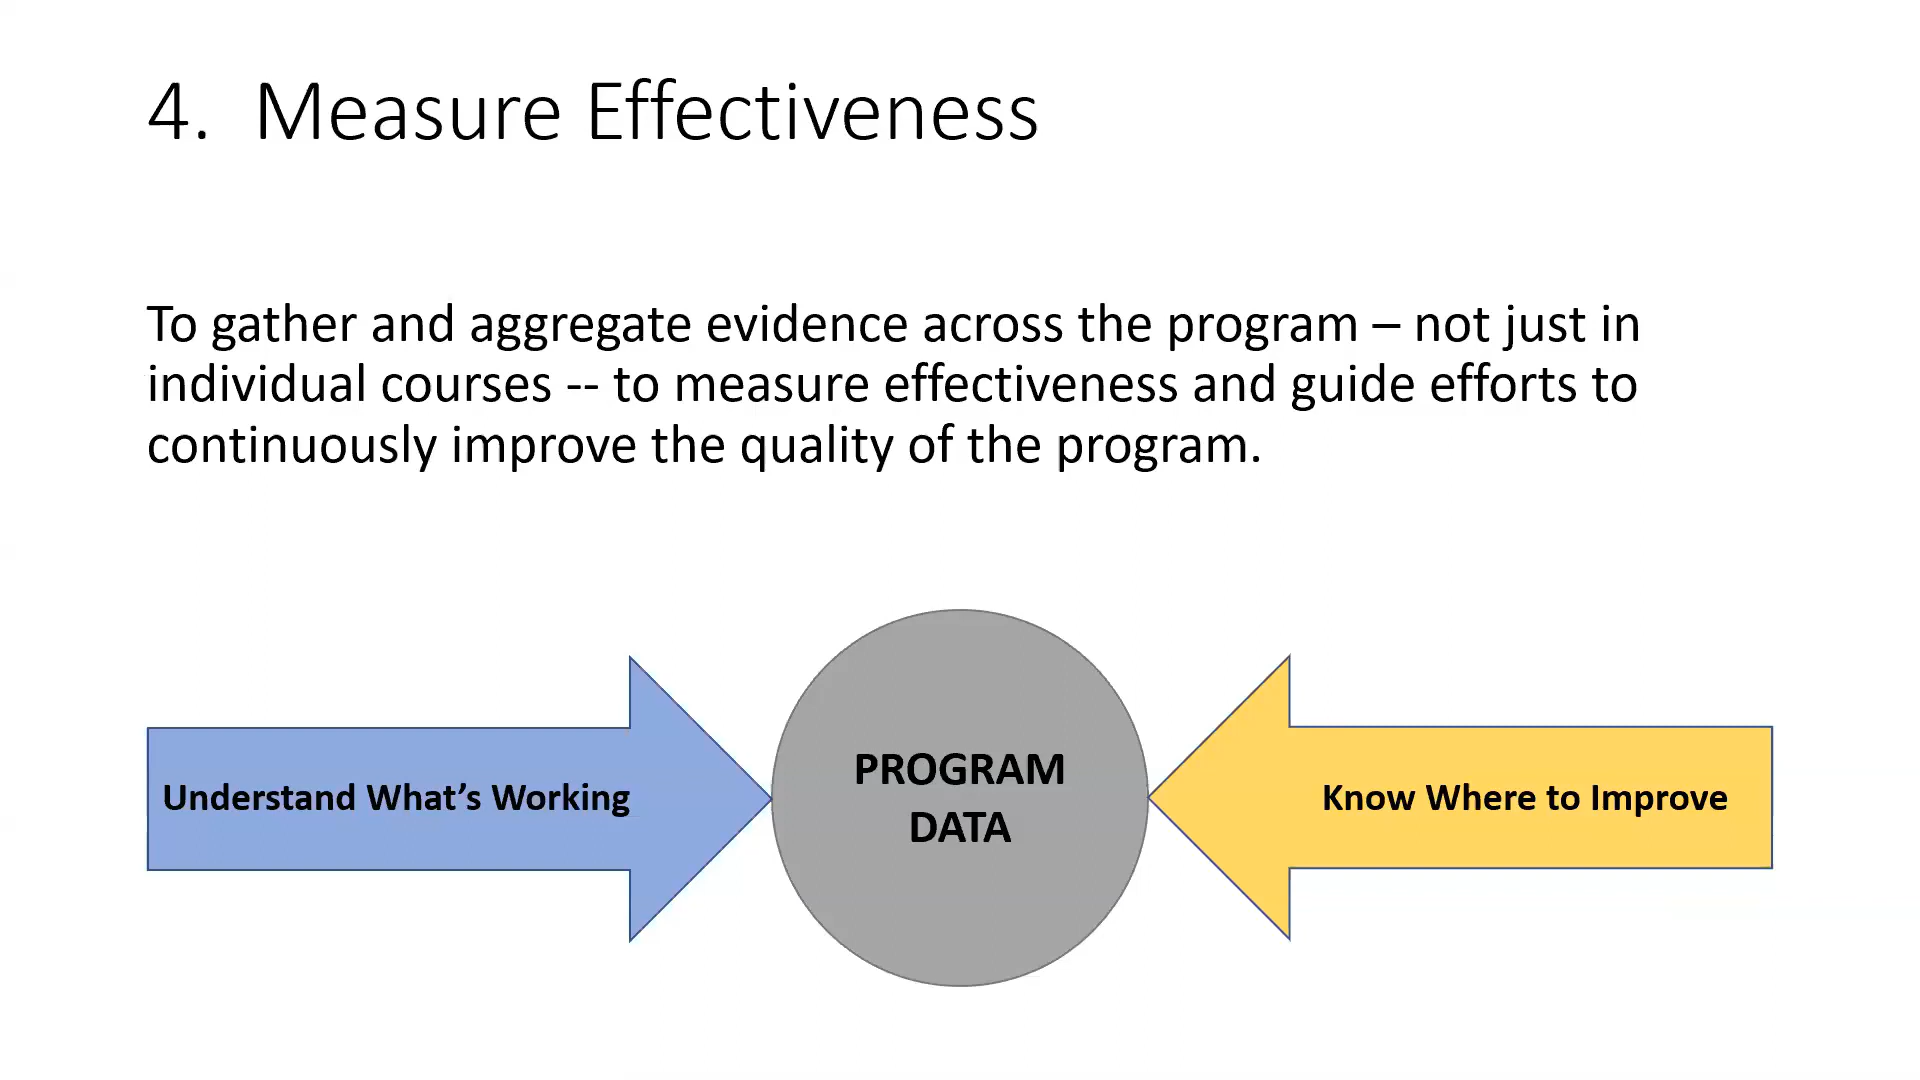 4. Measure Effectiveness
To gather and aggregate evidence across the program – not just in
individual courses -- to measure effectiveness and guide efforts to
continuously improve the quality of the program.
Understand What’s Working
PROGRAM
DATA
Know Where to Improve